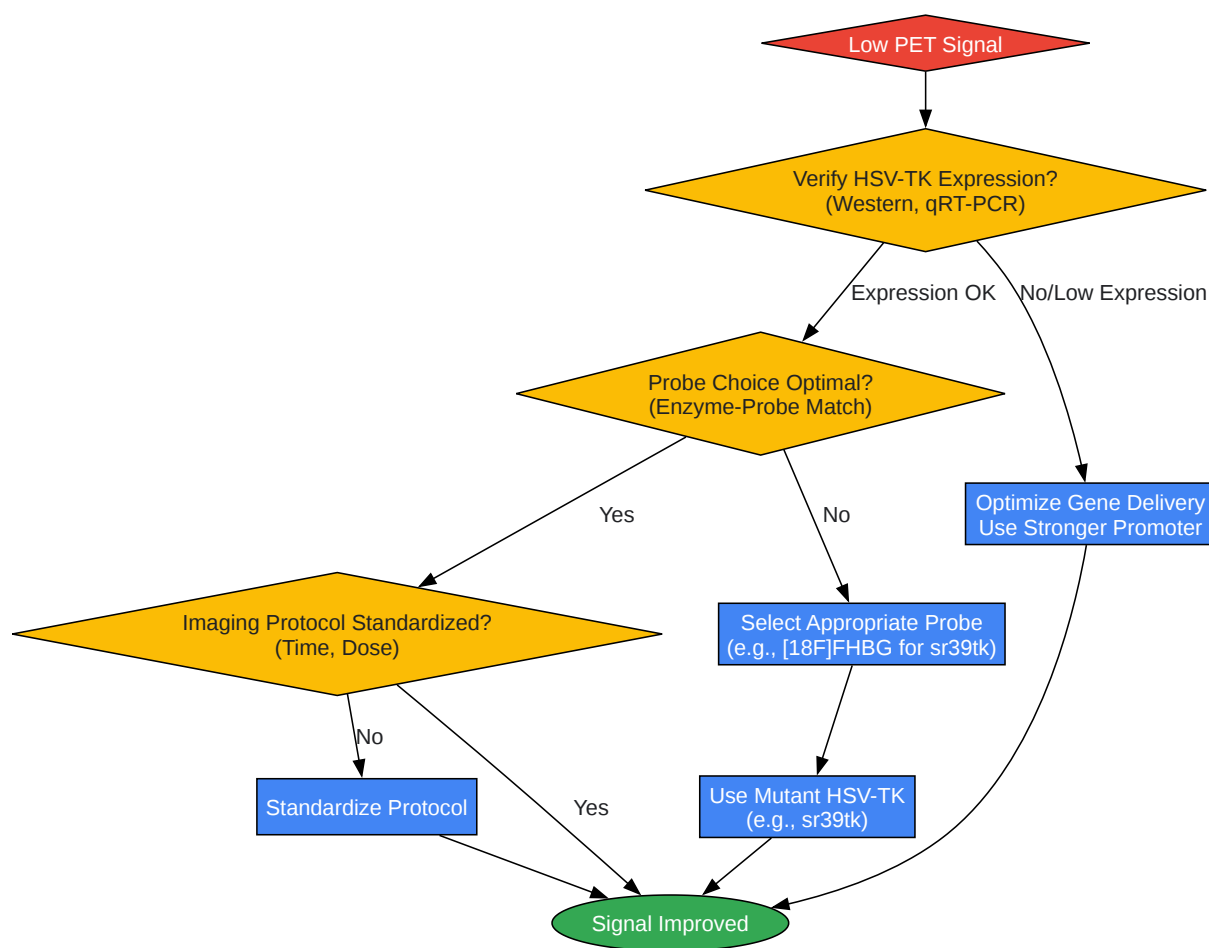 Low PET Signal
Verify HSV-TK Expression?
(Western, qRT-PCR)
Expression OK
No/Low Expression
Probe Choice Optimal?
(Enzyme-Probe Match)
Yes
No
Optimize Gene Delivery
Use Stronger Promoter
Imaging Protocol Standardized?
(Time, Dose)
Select Appropriate Probe
(e.g., [18F]FHBG for sr39tk)
No
Yes
Standardize Protocol
Use Mutant HSV-TK
(e.g., sr39tk)
Signal Improved